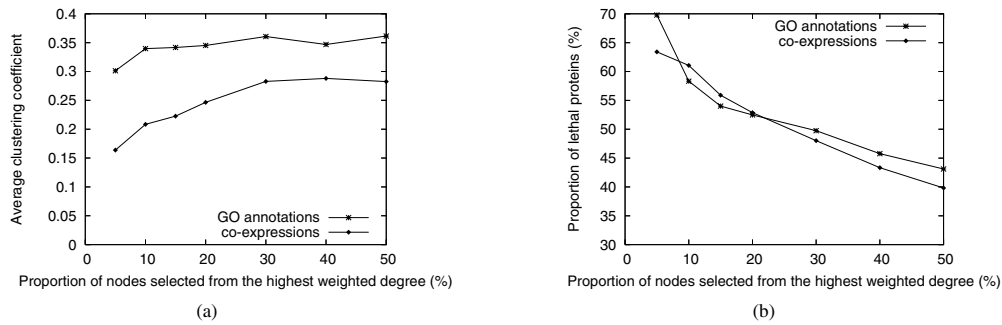 0.4
0.35
0.3
0.25
0.2
0.15
0.1
0.05
0
Average clustering coefficient
GO annotations
co-expressions
0 10 20 30 40 50
Proportion of nodes selected from the highest weighted degree (%)
(a)
70
65
60
55
50
45
40
35
30
Proportion of lethal proteins (%)
GO annotations
co-expressions
0 10 20 30 40 50
Proportion of nodes selected from the highest weighted degree (%)
(b)